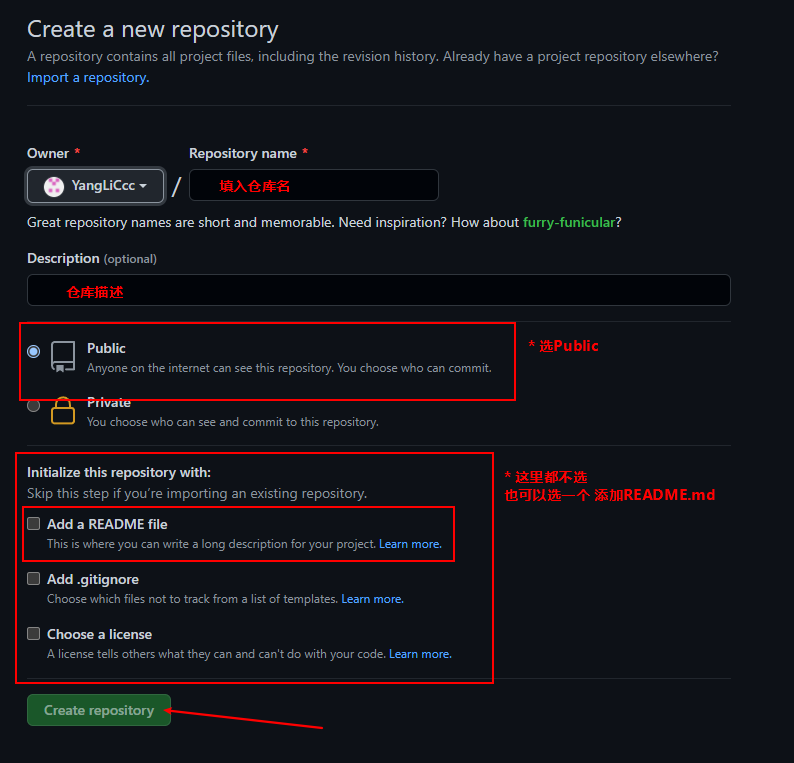 Create a new repository
A repository contains all project files, including the revision history. Already have a project repository elsewhere?
Import a repository.
Owner *
Repository name *
YangLiCcc
/
填入仓库名
Great repository names are short and memorable. Need inspiration? How about furry-funicular?
Description (optional)
仓库描述
Public
Anyone on the internet can see this repository. You choose who can commit.
* 选Public
Private
You choose who can see and commit to this repository.
Initialize this repository with:
Skip this step if you're importing an existing repository.
* 这里都不选
也可以选一个 添加README.md
Add a README file
This is where you can write a long description for your project. Learn more.
Add .gitignore
Choose which files not to track from a list of templates. Learn more.
Choose a license
A license tells others what they can and can't do with your code. Learn more.
Create repository